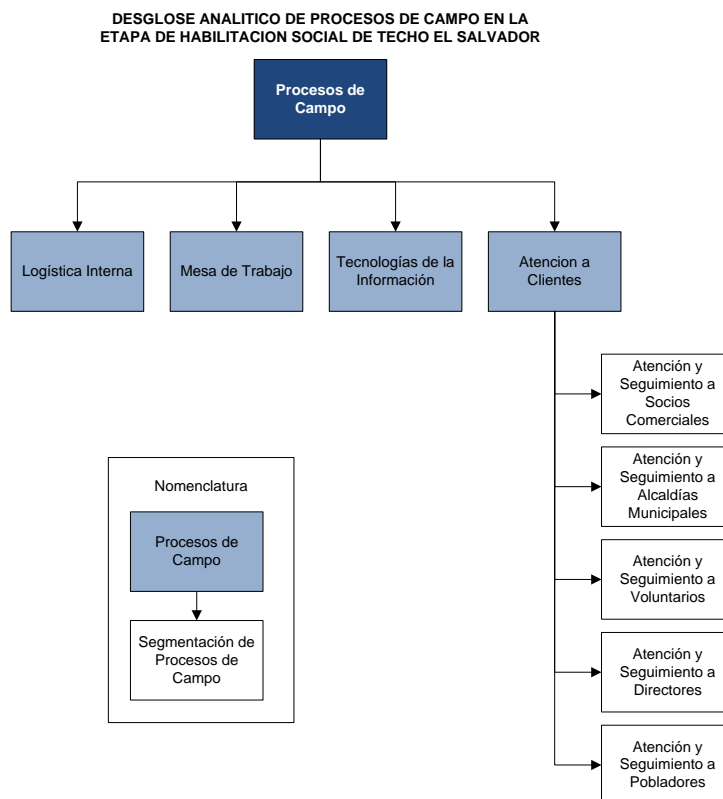 DESGLOSE ANALITICO DE PROCESOS DE CAMPO EN LA
ETAPA DE HABILITACION SOCIAL DE TECHO EL SALVADOR
Procesos de
Campo
Logística Interna
Mesa de Trabajo
Tecnologías de la
Información
Atencion a
Clientes
Atención y
Seguimiento a
Socios
Comerciales
Atención y
Seguimiento a
Alcaldías
Municipales
Atención y
Seguimiento a
Voluntarios
Atención y
Seguimiento a
Directores
Atención y
Seguimiento a
Pobladores
Nomenclatura
Procesos de
Campo
Segmentación de
Procesos de
Campo